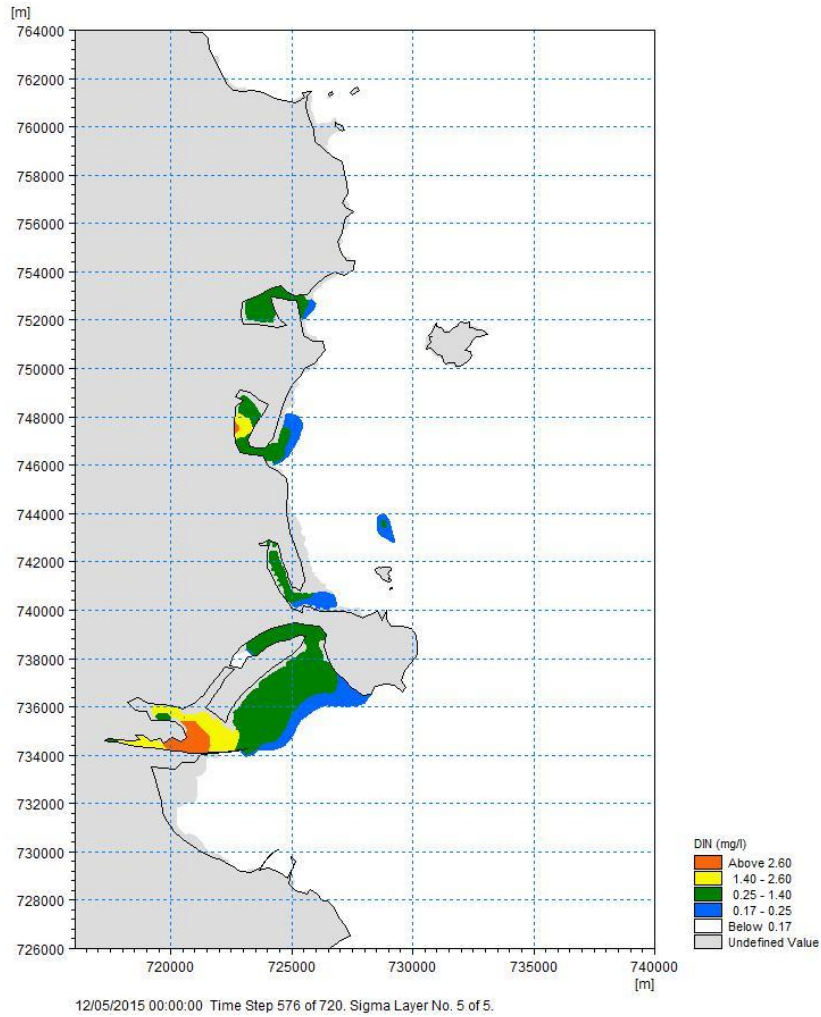 [m]
764000
762000
760000
758000
756000
754000
752000
750000
748000
746000
744000
742000
740000
738000
736000
734000
732000
730000
728000
726000
720000 725000 730000 735000 740000
[m]
DIN (mg/l)
Above 2.60
1.40 - 2.60
0.25 - 1.40
0.17 - 0.25
Below 0.17
Undefined Value
12/05/2015 00:00:00 Time Step 576 of 720. Sigma Layer No. 5 of 5.